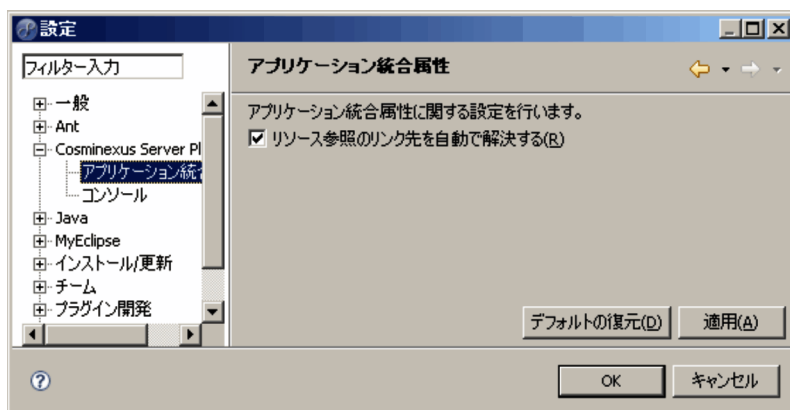 設定
フィルター入力
一般
Ant
Cosminexus Server Pl
アプリケーション統
コンソール
Java
MyEclipse
インストール/更新
チーム
プラグイン開発
アプリケーション統合属性
アプリケーション統合属性に関する設定を行います。
リソース参照のリンク先を自動で解決する(R)
デフォルトの復元(D)
適用(A)
OK
キャンセル